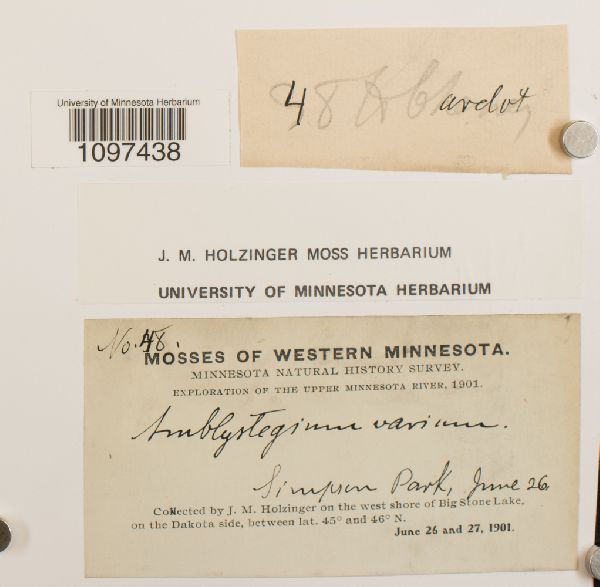 48
Cardot
University of Minnesota Herbarium
1097438
J. M. HOLZINGER MOSS HERBARIUM
UNIVERSITY OF MINNESOTA HERBARIUM
No. 48.
MOSSES OF WESTERN MINNESOTA.
MINNESOTA NATURAL HISTORY SURVEY.
EXPLORATION OF THE UPPER MINNESOTA RIVER, 1901.
Amblystegium varium.
Simpson Park, June 26
Collected by J. M. Holzinger on the west shore of Big Stone Lake,
on the Dakota side, between lat. 45° and 46° N.
June 26 and 27, 1901.